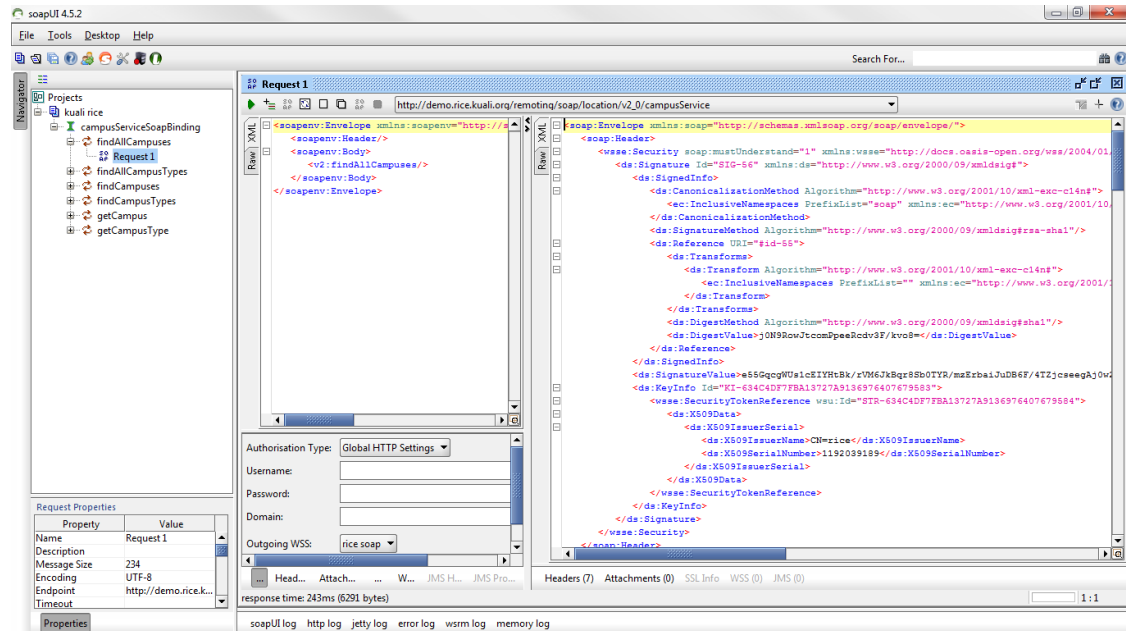 soapUI 4.5.2
File Tools Desktop Help
Search For...
Navigator
Projects
kuali rice
campusServiceSoapBinding
findAllCampuses
Request 1
findAllCampusTypes
findCampuses
findCampusTypes
getCampus
getCampusType
Request Properties
Property Value
Name Request 1
Description
Message Size 234
Encoding UTF-8
Endpoint http://demo.rice.k...
Timeout
Properties
Request 1
http://demo.rice.kuali.org/remoting/soap/location/v2_0/campusService
XML
Raw
<soapenv:Envelope xmlns:soapenv="http://s
<soapenv:Header/>
<soapenv:Body>
<v2:findAllCampuses/>
</soapenv:Body>
</soapenv:Envelope>
Authorisation Type: Global HTTP Settings
Username:
Password:
Domain:
Outgoing WSS: rice soap
... Head... Attach... ... W... JMS H... JMS Pro...
XML
Raw
<soap:Envelope xmlns:soap="http://schemas.xmlsoap.org/soap/envelope/">
<soap:Header>
<wsse:Security soap:mustUnderstand="1" xmlns:wsse="http://docs.oasis-open.org/wss/2004/01,
<ds:Signature Id="SIG-56" xmlns:ds="http://www.w3.org/2000/09/xmldsig#">
<ds:SignedInfo>
<ds:CanonicalizationMethod Algorithm="http://www.w3.org/2001/10/xml-exc-c14n#">
<ec:InclusiveNamespaces PrefixList="soap" xmlns:ec="http://www.w3.org/2001/10,
</ds:CanonicalizationMethod>
<ds:SignatureMethod Algorithm="http://www.w3.org/2000/09/xmldsig#rsa-sha1"/>
<ds:Reference URI="#id-55">
<ds:Transforms>
<ds:Transform Algorithm="http://www.w3.org/2001/10/xml-exc-c14n#">
<ec:InclusiveNamespaces PrefixList="" xmlns:ec="http://www.w3.org/2001/1
</ds:Transform>
</ds:Transforms>
<ds:DigestMethod Algorithm="http://www.w3.org/2000/09/xmldsig#sha1"/>
<ds:DigestValue>j0N9RowJtcomPpeeRcdv3F/kvo8=</ds:DigestValue>
</ds:Reference>
</ds:SignedInfo>
<ds:SignatureValue>e55GqcgWUs1cEIYHtBk/rVM6JkBqr8Sb0TYR/mzErbaiJuDB6F/4TZjcseegAj0w2
<ds:KeyInfo Id="KI-634C4DF7FBA13727A9136976407679583">
<wsse:SecurityTokenReference wsu:Id="STR-634C4DF7FBA13727A9136976407679584">
<ds:X509Data>
<ds:X509IssuerSerial>
<ds:X509IssuerName>CN=rice</ds:X509IssuerName>
<ds:X509SerialNumber>1192039189</ds:X509SerialNumber>
</ds:X509IssuerSerial>
</ds:X509Data>
</wsse:SecurityTokenReference>
</ds:KeyInfo>
</ds:Signature>
</wsse:Security>
</soap:Header>
Headers (7) Attachments (0) SSL Info WSS (0) JMS (0)
response time: 243ms (6291 bytes)
1 : 1
soapUI log http log jetty log error log wsrm log memory log